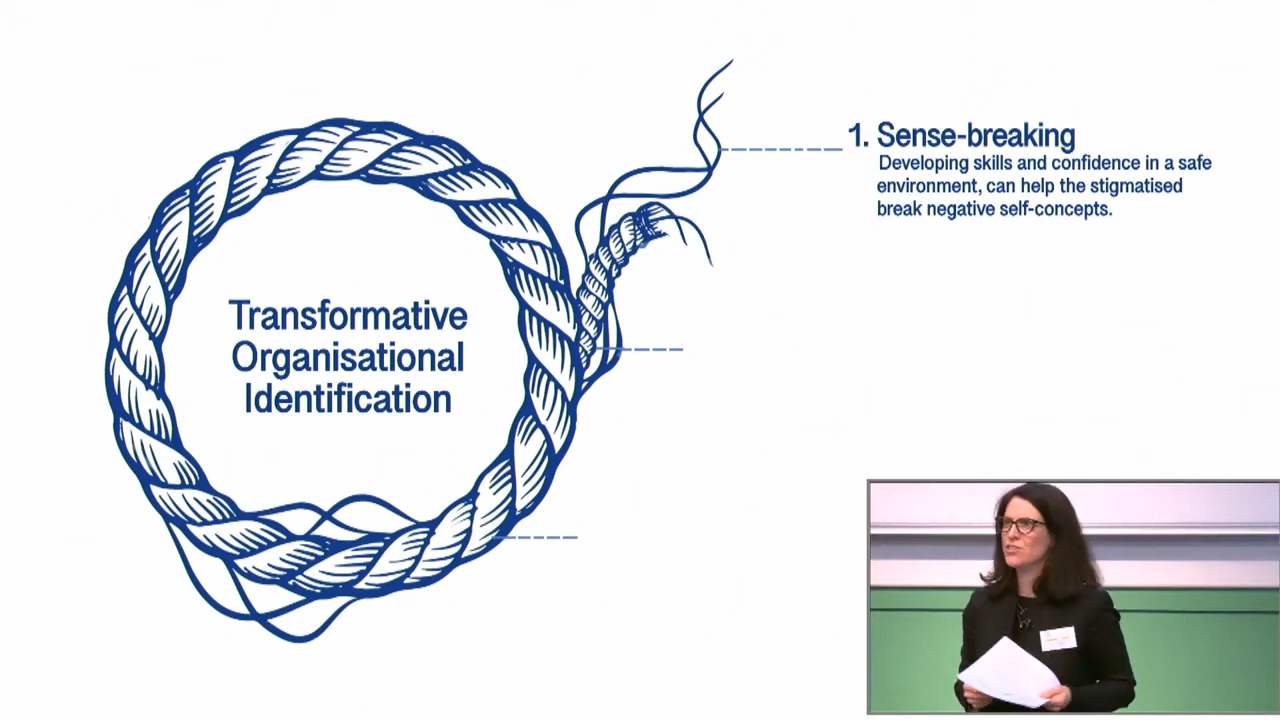 Transformative
Organisational
Identification
1. Sense-breaking
Developing skills and confidence in a safe
environment, can help the stigmatised
break negative self-concepts.